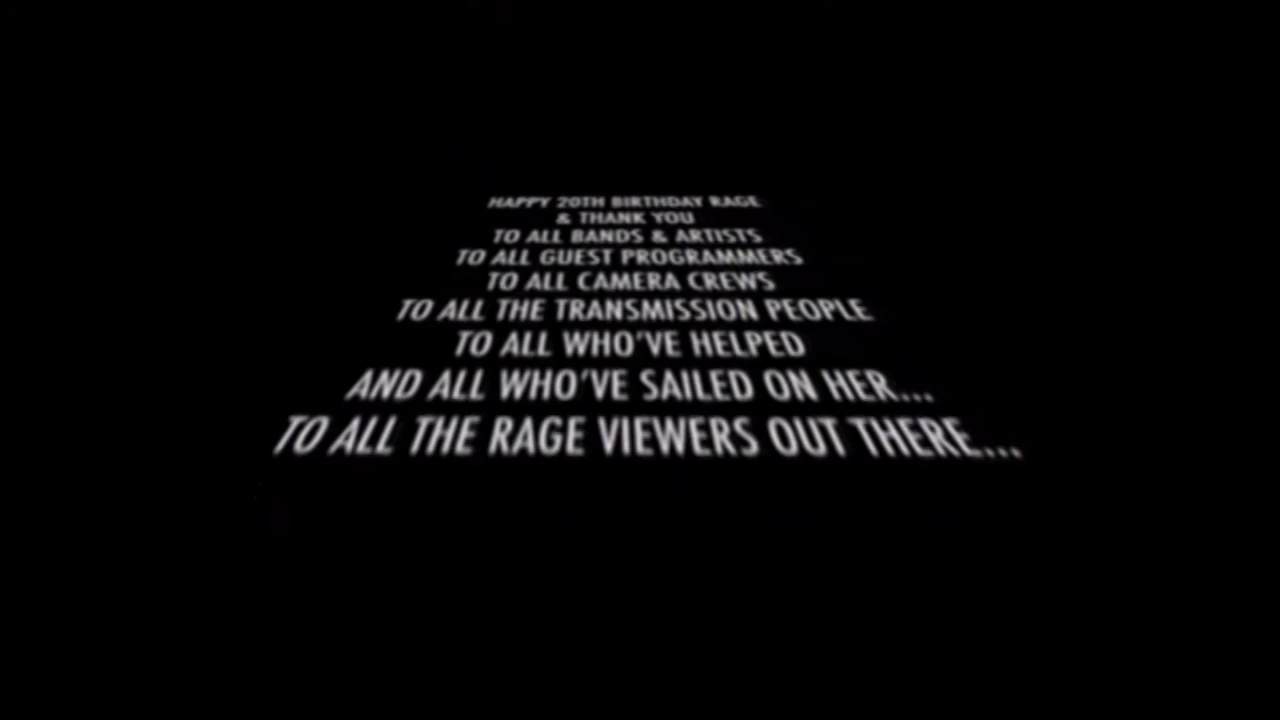 HAPPY 20TH BIRTHDAY RAGE
& THANK YOU
TO ALL BANDS & ARTISTS
TO ALL GUEST PROGRAMMERS
TO ALL CAMERA CREWS
TO ALL THE TRANSMISSION PEOPLE
TO ALL WHO'VE HELPED
AND ALL WHO'VE SAILED ON HER...
TO ALL THE RAGE VIEWERS OUT THERE...